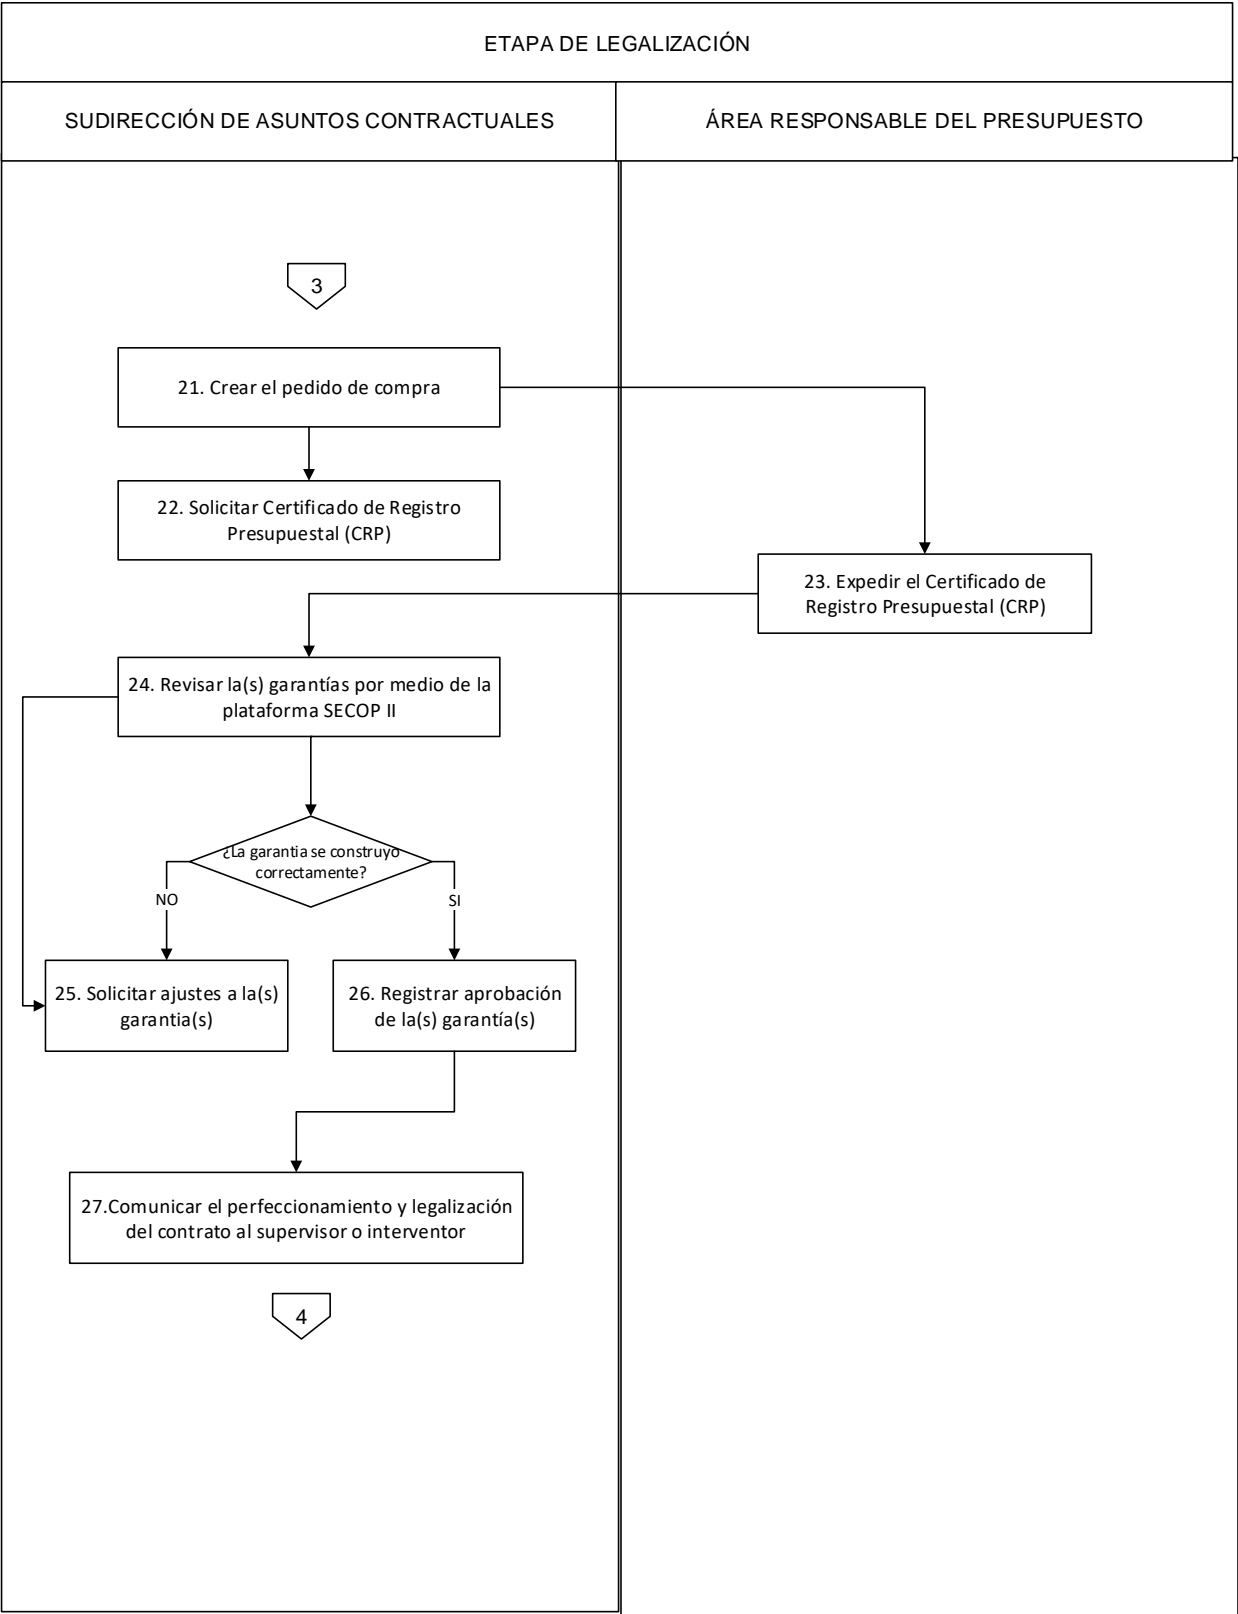 ETAPA DE LEGALIZACIÓN
SUDIRECCIÓN DE ASUNTOS CONTRACTUALES
ÁREA RESPONSABLE DEL PRESUPUESTO
3
21. Crear el pedido de compra
22. Solicitar Certificado de Registro
Presupuestal (CRP)
23. Expedir el Certificado de
Registro Presupuestal (CRP)
24. Revisar la(s) garantías por medio de la
plataforma SECOP II
¿La garantia se construyo
correctamente?
NO
SI
25. Solicitar ajustes a la(s)
garantia(s)
26. Registrar aprobación
de la(s) garantía(s)
27.Comunicar el perfeccionamiento y legalización
del contrato al supervisor o interventor
4